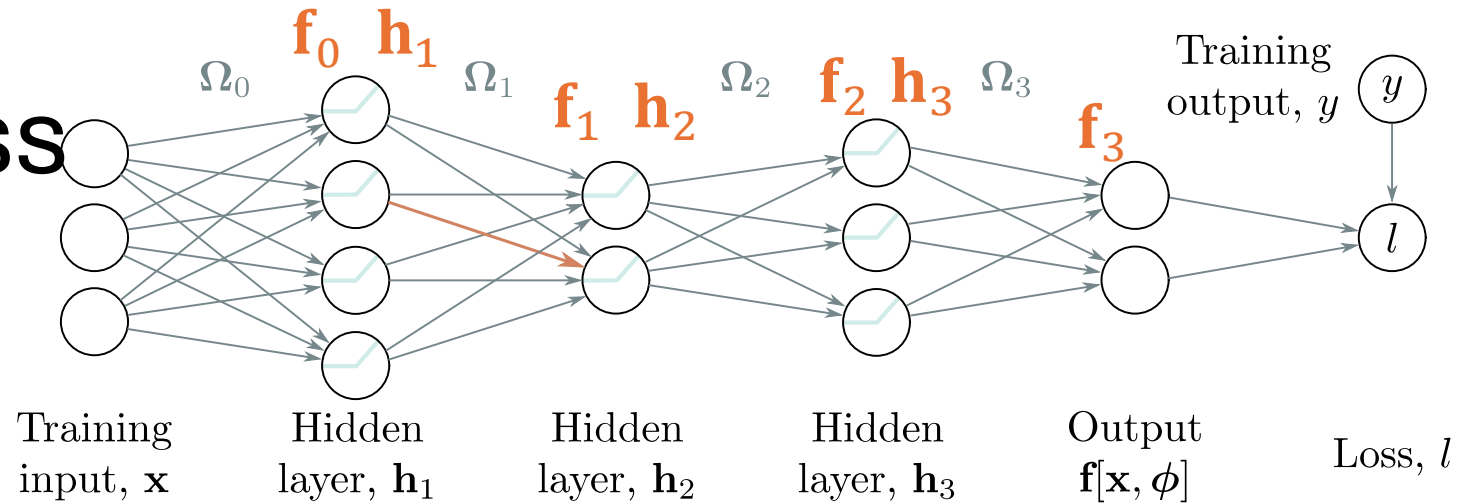 f₀ h₁
Ω₀
Ω₁
f₁ h₂
Ω₂
f₂ h₃
Ω₃
f₃
Training
output, y
y
ss
l
Training
input, x
Hidden
layer, h₁
Hidden
layer, h₂
Hidden
layer, h₃
Output
f[x, ϕ]
Loss, l